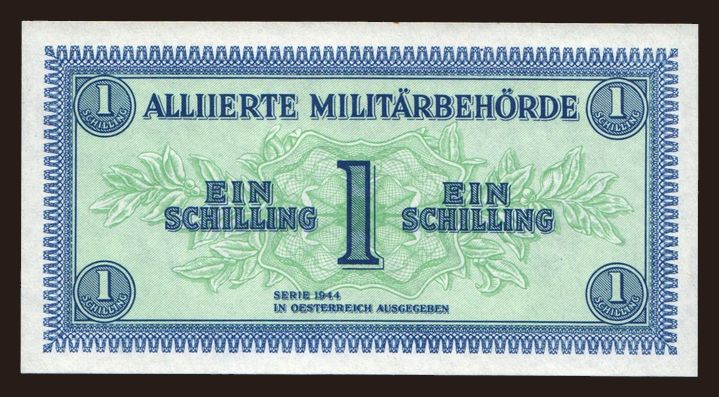 1
SCHILLING
ALLIIERTE MILITÄRBEHÖRDE
1
SCHILLING
EIN
SCHILLING
1
EIN
SCHILLING
1
SCHILLING
SERIE 1944
IN OESTERREICH AUSGEGEBEN
1
SCHILLING